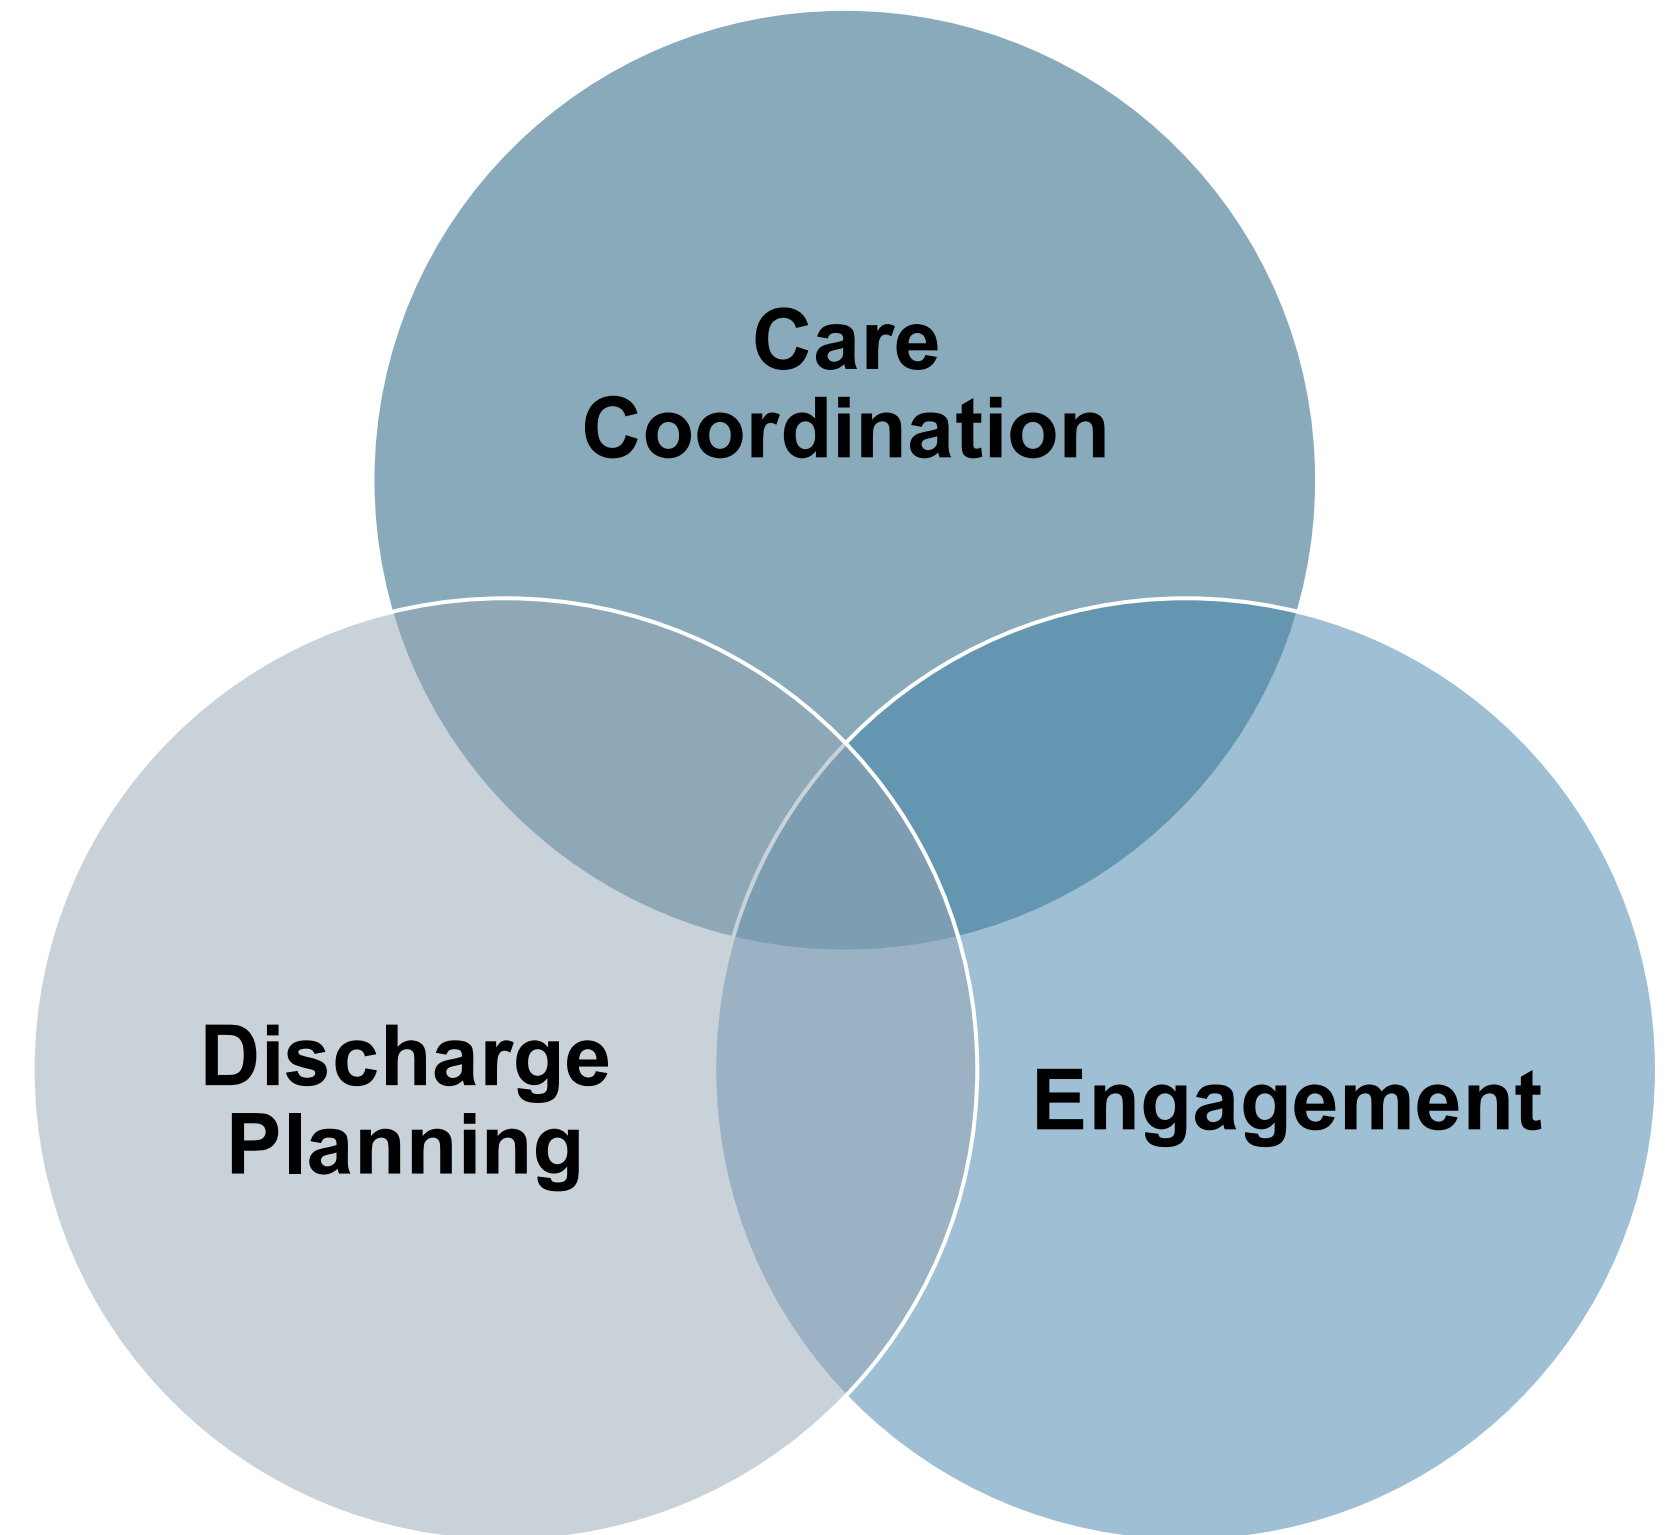 Care
Coordination
Discharge
Planning
Engagement